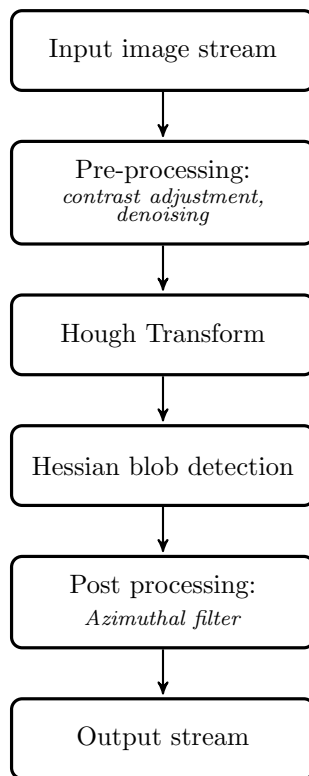 Input image stream
Pre-processing:
contrast adjustment,
denoising
Hough Transform
Hessian blob detection
Post processing:
Azimuthal filter
Output stream